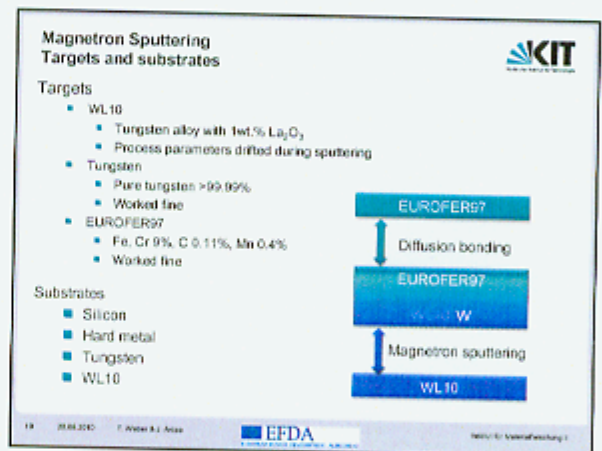 Magnetron Sputtering
Targets and substrates
KIT
Targets
WL10
Tungsten alloy with 1wt.% La₂O₃
Process parameters drifted during sputtering
Tungsten
Pure tungsten >99.99%
Worked fine
EUROFER97
Fe, Cr 9%, C 0.11%, Mn 0.4%
Worked fine
Substrates
Silicon
Hard metal
Tungsten
WL10
EUROFER97
Diffusion bonding
EUROFER97
W
Magnetron sputtering
WL10
EFDA